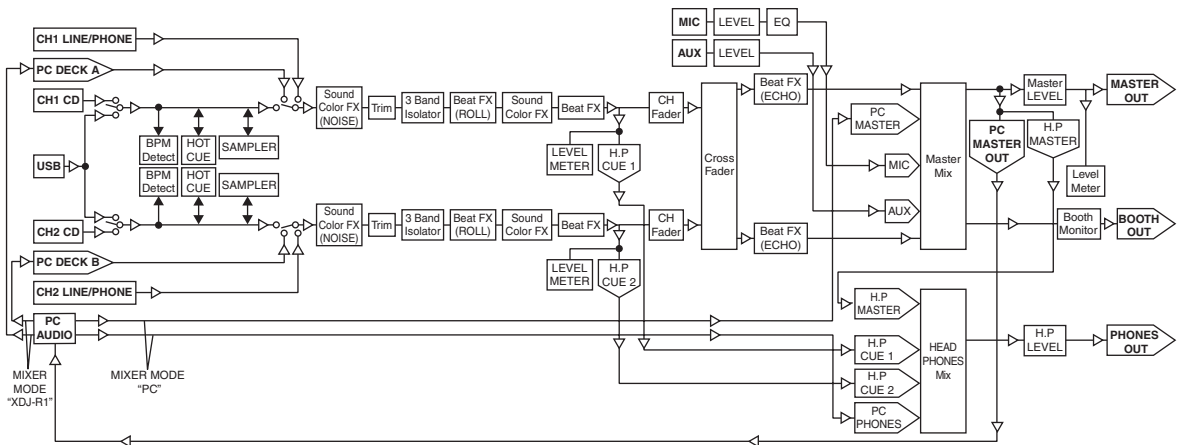 CH1 LINE/PHONE
PC DECK A
CH1 CD
USB
CH2 CD
PC DECK B
CH2 LINE/PHONE
PC
AUDIO
MIXER
MODE
“XDJ-R1”
MIXER MODE
“PC”
BPM
Detect
HOT
CUE
SAMPLER
BPM
Detect
HOT
CUE
SAMPLER
Sound
Color FX
(NOISE)
Trim
3 Band
Isolator
Beat FX
(ROLL)
Sound
Color FX
Beat FX
LEVEL
METER
H.P
CUE 1
CH
Fader
Sound
Color FX
(NOISE)
Trim
3 Band
Isolator
Beat FX
(ROLL)
Sound
Color FX
Beat FX
LEVEL
METER
H.P
CUE 2
CH
Fader
MIC
LEVEL
EQ
AUX
LEVEL
Cross
Fader
Beat FX
(ECHO)
Beat FX
(ECHO)
PC
MASTER
MIC
AUX
Master
Mix
PC
MASTER
OUT
H.P
MASTER
Master
LEVEL
MASTER
OUT
Level
Meter
Booth
Monitor
BOOTH
OUT
H.P
MASTER
H.P
CUE 1
H.P
CUE 2
PC
PHONES
HEAD
PHONES
Mix
H.P
LEVEL
PHONES
OUT